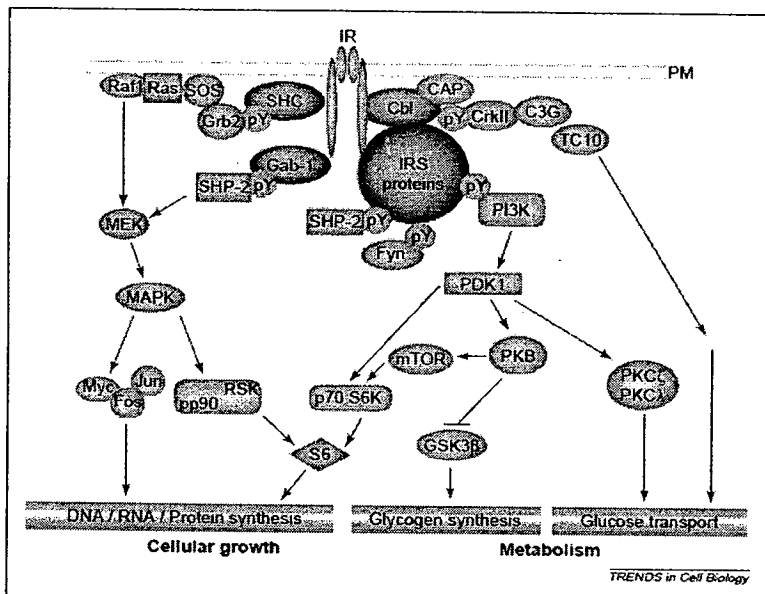 IR
PM
Raf Ras SOS
SHC
Grb2 pY
Cbl CAP
pY CrkII C3G
TC10
Gab-1
SHP-2 pY
IRS
proteins
pY
PI3K
SHP-2 pY
pY
Fyn
MEK
PDK1
MAPK
mTOR
PKB
PKCζ
PKCλ
Myc Jun
Fos
RSK
pp90
p70 S6K
S6
GSK3β
DNA / RNA / Protein synthesis
Glycogen synthesis
Glucose transport
Cellular growth
Metabolism
TRENDS in Cell Biology